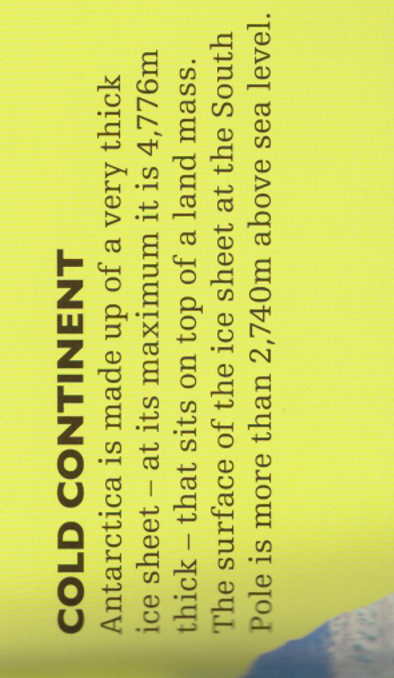 COLD CONTINENT
Antarctica is made up of a very thick
ice sheet – at its maximum it is 4,776m
thick – that sits on top of a land mass.
The surface of the ice sheet at the South
Pole is more than 2,740m above sea level.